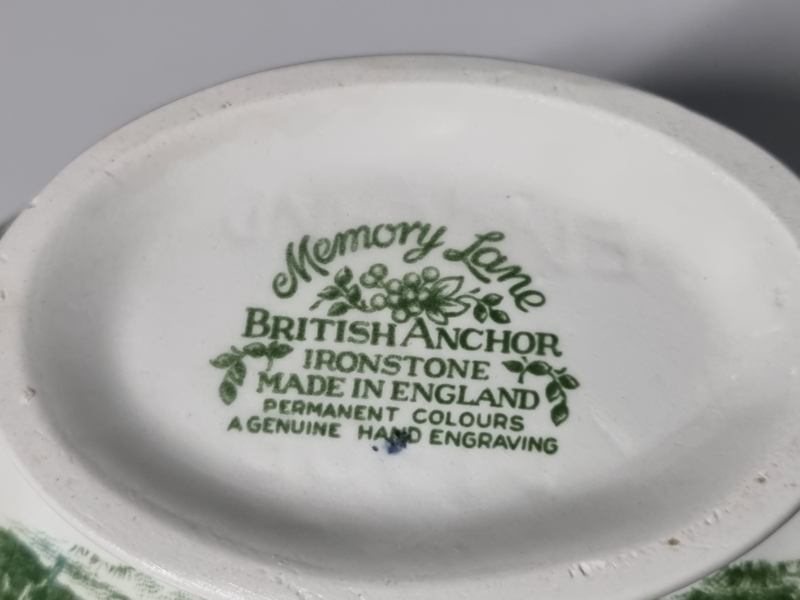 Memory Lane
BRITISH ANCHOR
IRONSTONE
MADE IN ENGLAND
PERMANENT COLOURS
A GENUINE HAND ENGRAVING